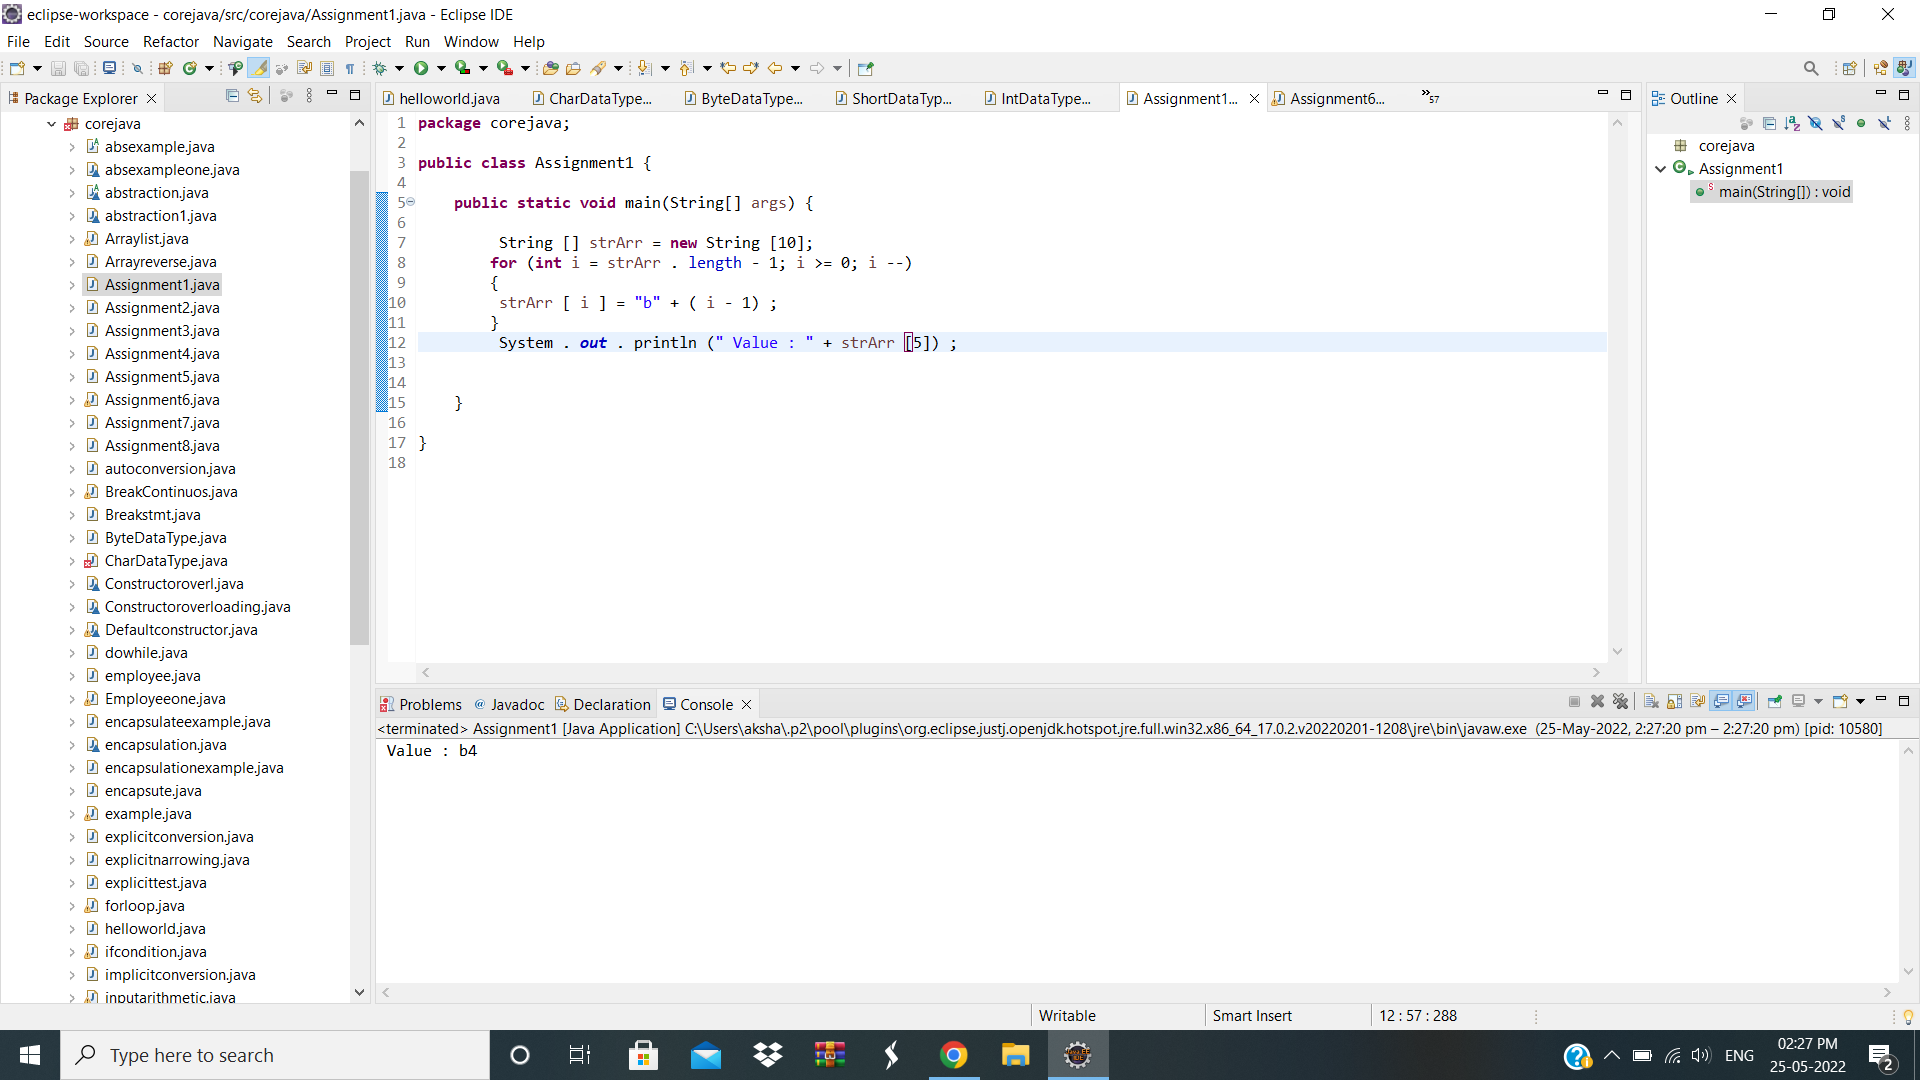 eclipse-workspace - corejava/src/corejava/Assignment1.java - Eclipse IDE
File Edit Source Refactor Navigate Search Project Run Window Help
Package Explorer
corejava
absexample.java
absexampleone.java
abstraction.java
abstraction1.java
Arraylist.java
Arrayreverse.java
Assignment1.java
Assignment2.java
Assignment3.java
Assignment4.java
Assignment5.java
Assignment6.java
Assignment7.java
Assignment8.java
autoconversion.java
BreakContinuos.java
Breakstmt.java
ByteDataType.java
CharDataType.java
Constructoroverl.java
Constructoroverloading.java
Defaultconstructor.java
dowhile.java
employee.java
Employeeone.java
encapsulateexample.java
encapsulation.java
encapsulationexample.java
encapsute.java
example.java
explicitconversion.java
explicitnarrowing.java
explicittest.java
forloop.java
helloworld.java
ifcondition.java
implicitconversion.java
inputarithmetic.java
helloworld.java CharDataType... ByteDataType... ShortDataTyp... IntDataType... Assignment1... Assignment6... »57
1 package corejava;
2
3 public class Assignment1 {
4
5 public static void main(String[] args) {
6
7 String [] strArr = new String [10];
8 for (int i = strArr . length - 1; i >= 0; i --)
9 {
10 strArr [ i ] = "b" + ( i - 1) ;
11 }
12 System . out . println (" Value : " + strArr [5]) ;
13
14
15 }
16
17 }
18
Outline
corejava
Assignment1
main(String[]) : void
Problems Javadoc Declaration Console
<terminated> Assignment1 [Java Application] C:\Users\aksha\.p2\pool\plugins\org.eclipse.justj.openjdk.hotspot.jre.full.win32.x86_64_17.0.2.v20220201-1208\jre\bin\javaw.exe (25-May-2022, 2:27:20 pm – 2:27:20 pm) [pid: 10580]
Value : b4
Writable Smart Insert 12 : 57 : 288
Type here to search
ENG
02:27 PM
25-05-2022
2